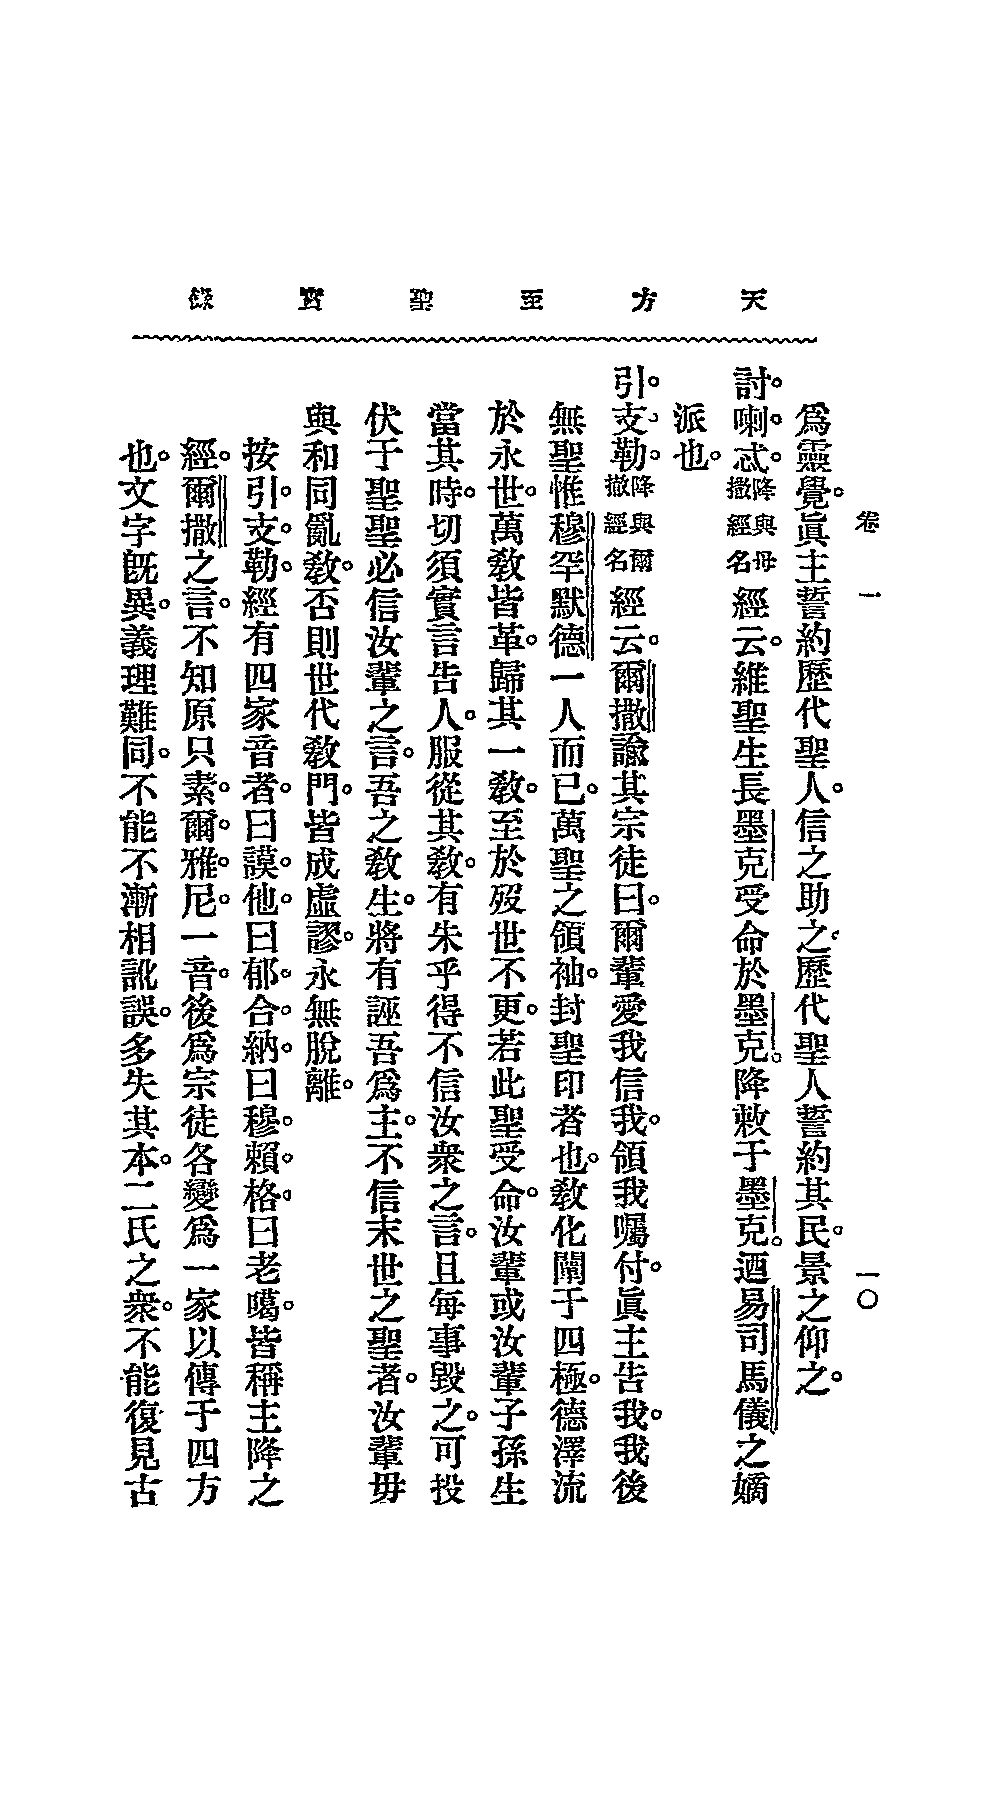 天方至聖實錄
卷一
一〇
爲靈覺。眞主誓約歷代聖人。信之助之。歷代聖人誓約其民。景之仰之。
討。喇。忒。降與母撒經名經云。維聖生長墨克受命於墨克。降敕于墨克。迺易司馬儀之嫡
派也。
引。支。勒。降與爾撒經名經云。爾撒諭其宗徒曰。爾輩愛我信我。領我囑付。眞主告我。我後
無聖惟穆罕默德一人而已。萬聖之領袖。封聖印者也。敎化闡于四極。德澤流
於永世。萬敎皆革。歸其一敎。至於歿世不更。若此聖受命。汝輩或汝輩子孫生
當其時。切須實言告人。服從其敎。有朱乎得不信汝衆之言。且每事毀之。可投
伏于聖聖必信汝輩之言。吾之敎生。將有誣吾爲主。不信末世之聖者。汝輩毋
與和同亂敎。否則世代敎門。皆成虛謬。永無脫離。
按引。支。勒。經有四家音者。曰謨。他。曰郁。合。納。曰穆。賴。格。曰老噶。皆稱主降之
經。爾撒之言。不知原只素。爾。雅。尼。一音。後爲宗徒各變爲一家以傳于四方
也。文字旣異。義理難同。不能不漸相訛誤。多失其本。二氏之衆。不能復見古